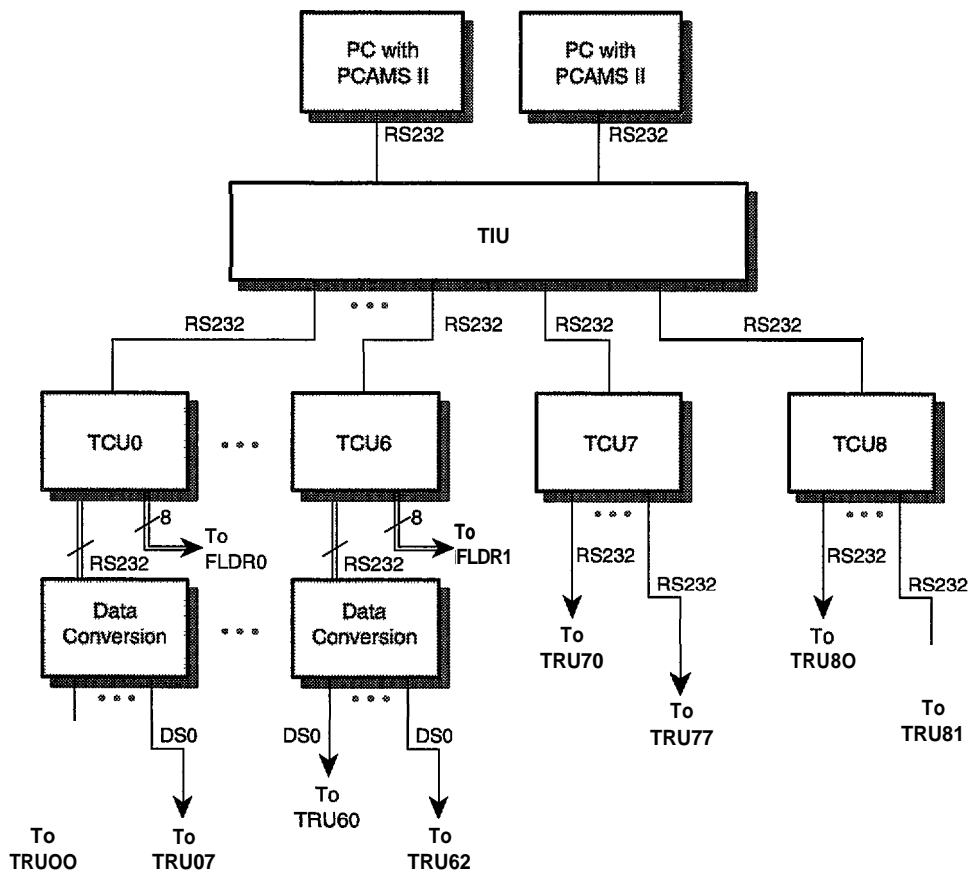 PC with
PCAMS II
PC with
PCAMS II
RS232
RS232
TIU
RS232
RS232
RS232
RS232
TCU0
TCU6
TCU7
TCU8
8
To
FLDR0
8
To
FLDR1
RS232
RS232
RS232
RS232
RS232
RS232
Data
Conversion
Data
Conversion
To
TRU70
To
TRU8O
To
TRU77
To
TRU81
DS0
DS0
DS0
To
TRU60
To
TRUOO
To
TRU07
To
TRU62